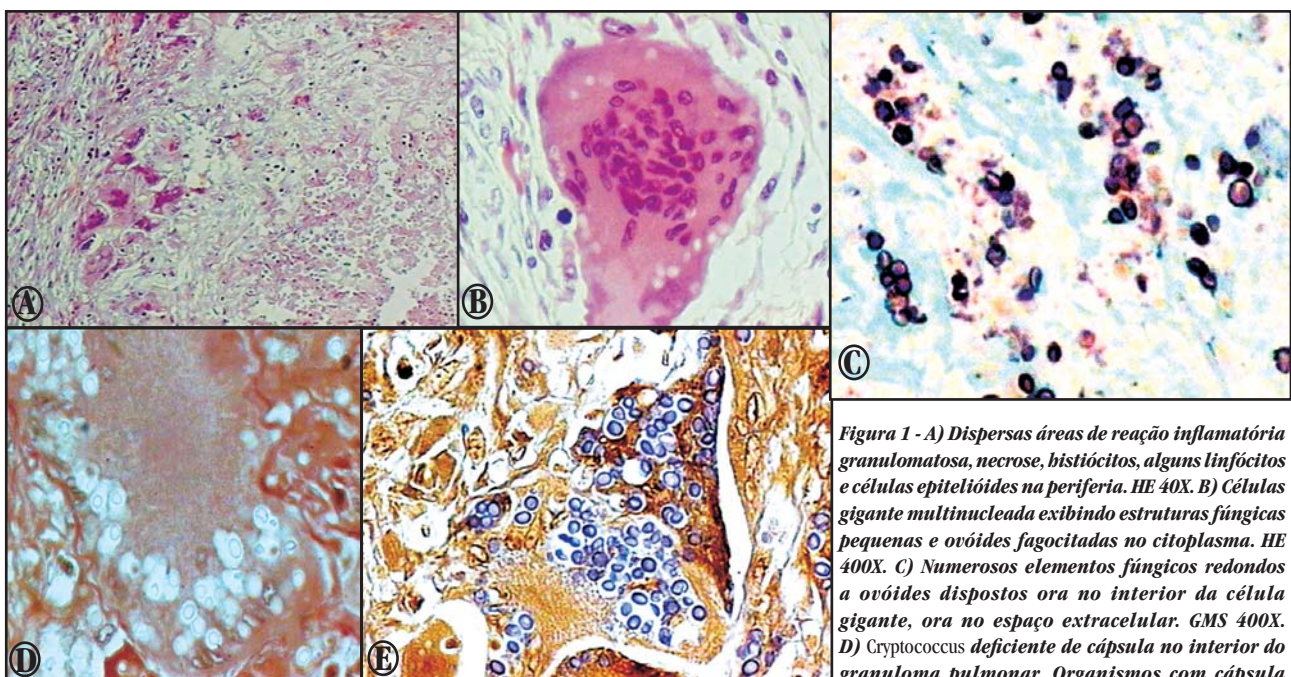 A
B
C
D
E
Figura 1 - A) Dispersas áreas de reação inflamatória
granulomatosa, necrose, histiócitos, alguns linfócitos
e células epitelióides na periferia. HE 40X. B) Células
gigante multinucleada exibindo estruturas fúngicas
pequenas e ovóides fagocitadas no citoplasma. HE
400X. C) Numerosos elementos fúngicos redondos
a ovóides dispostos ora no interior da célula
gigante, ora no espaço extracelular. GMS 400X.
D) Cryptococcus deficiente de cápsula no interior do
granuloma pulmonar. Organismos com cápsula